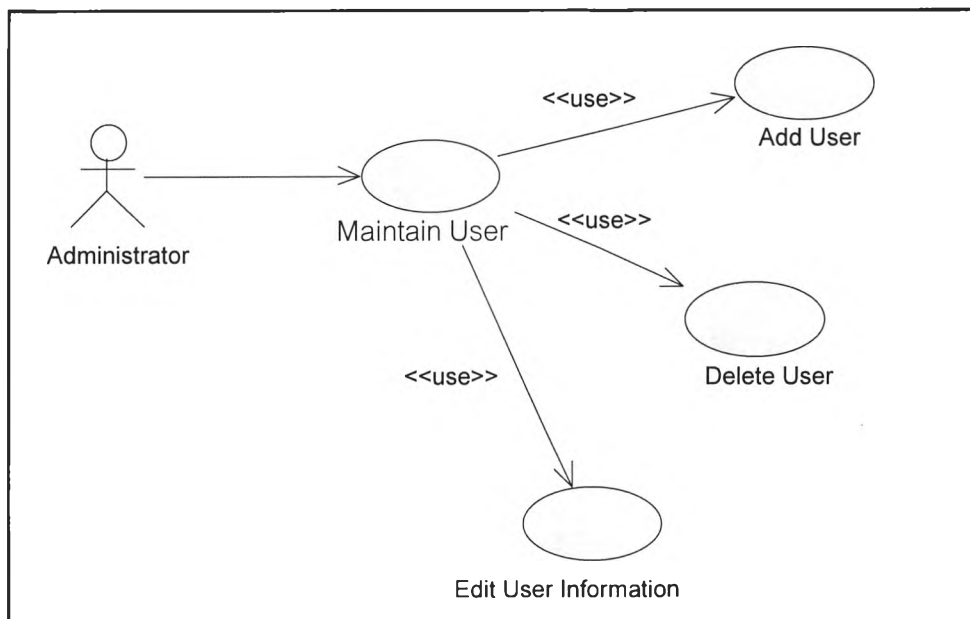 <<use>>
Add User
Administrator
Maintain User
<<use>>
Delete User
<<use>>
Edit User Information